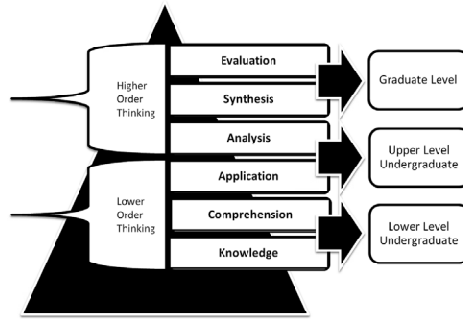 Evaluation
Higher
Order
Thinking
Synthesis
Graduate Level
Analysis
Upper Level
Undergraduate
Application
Lower
Order
Thinking
Comprehension
Lower Level
Undergraduate
Knowledge